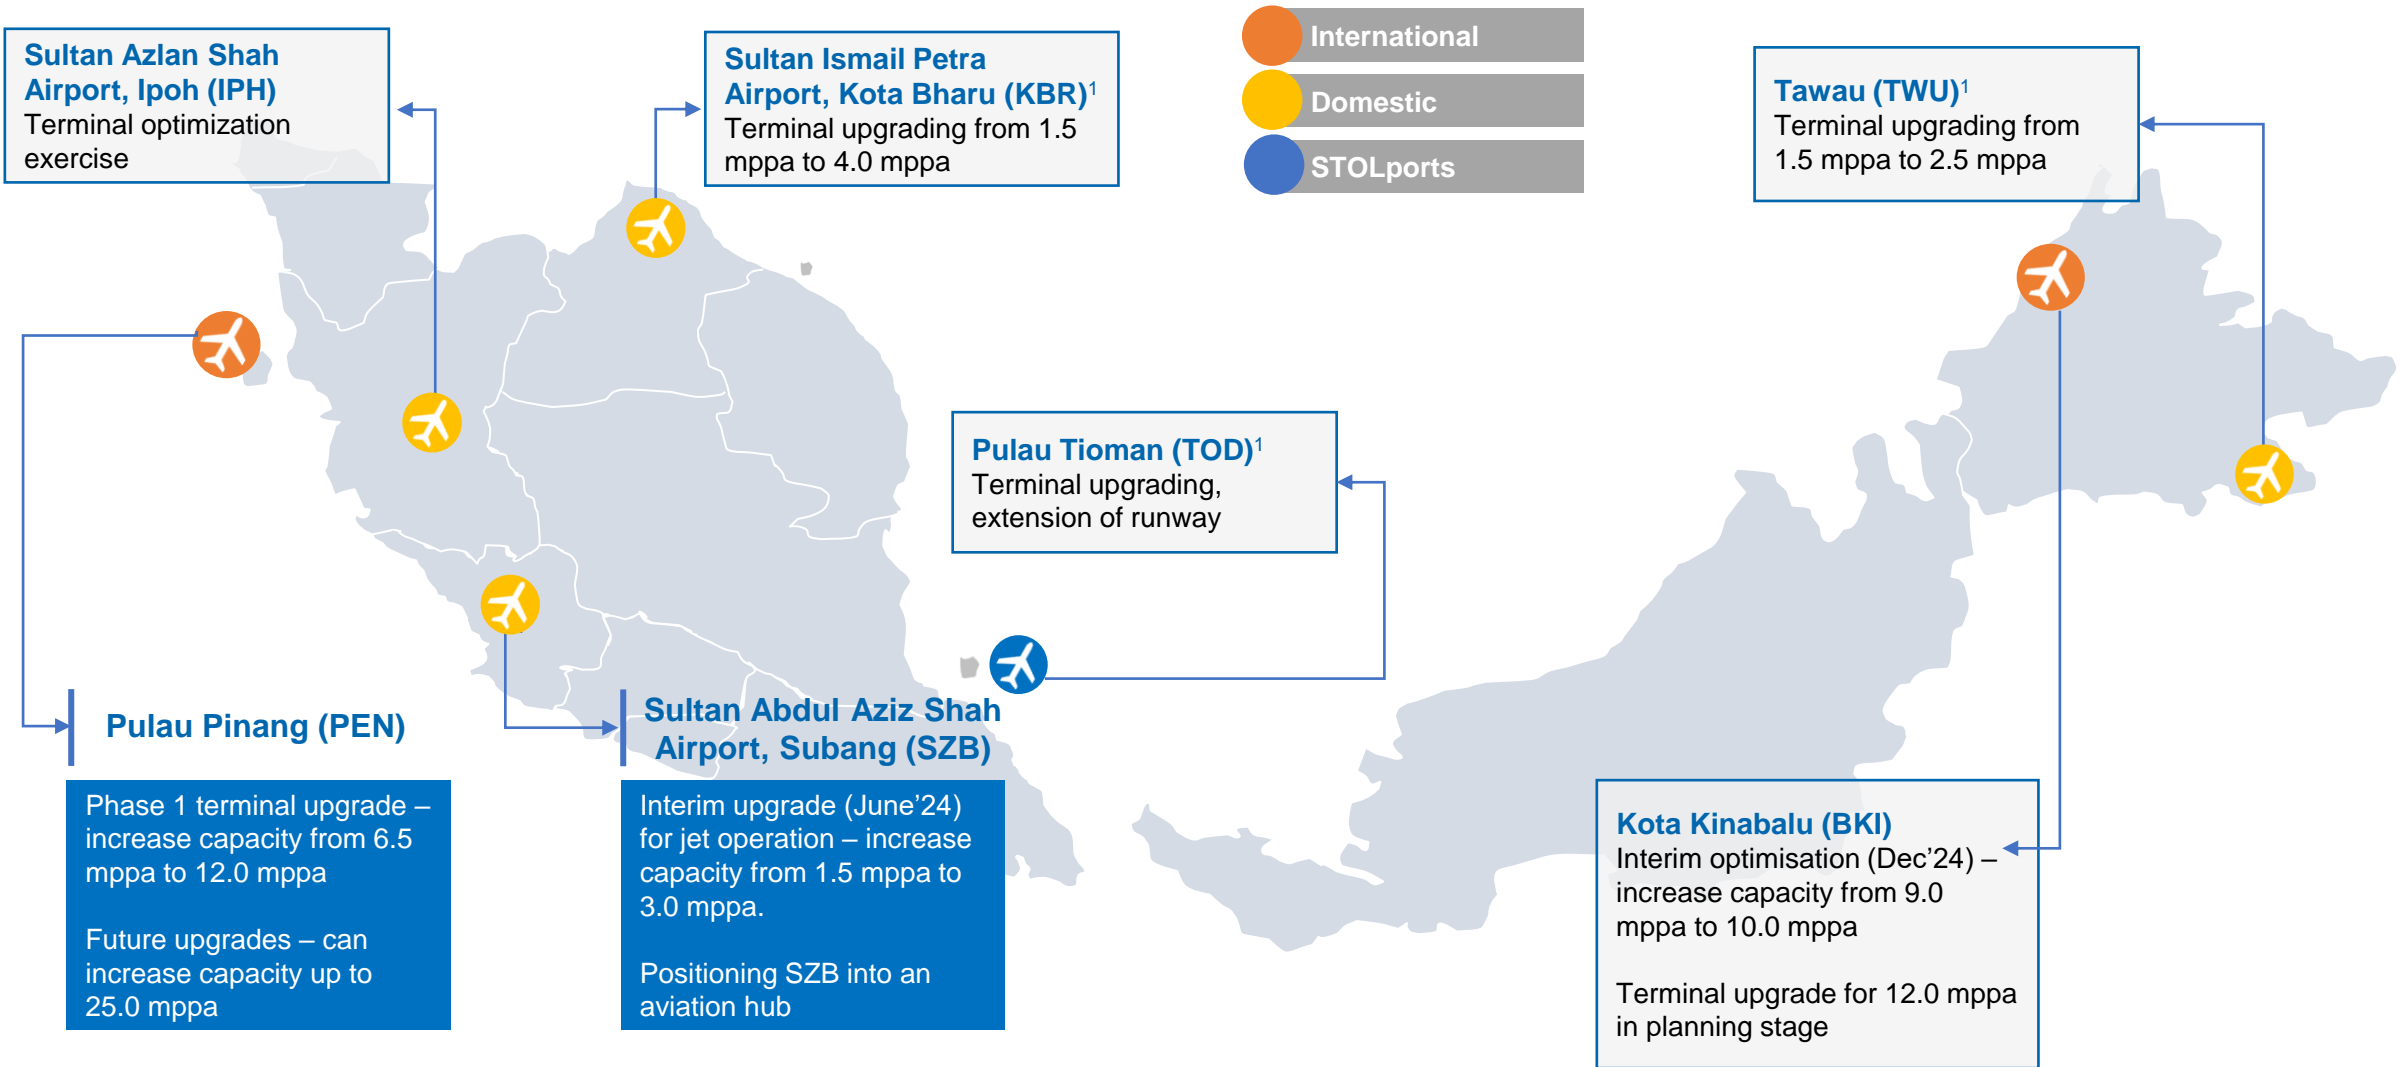 Sultan Azlan Shah
Airport, Ipoh (IPH)
Terminal optimization
exercise
Sultan Ismail Petra
Airport, Kota Bharu (KBR)¹
Terminal upgrading from 1.5
mppa to 4.0 mppa
International
Domestic
STOLports
Tawau (TWU)¹
Terminal upgrading from
1.5 mppa to 2.5 mppa
Pulau Tioman (TOD)¹
Terminal upgrading,
extension of runway
Pulau Pinang (PEN)
Phase 1 terminal upgrade –
increase capacity from 6.5
mppa to 12.0 mppa
Future upgrades – can
increase capacity up to
25.0 mppa
Sultan Abdul Aziz Shah
Airport, Subang (SZB)
Interim upgrade (June’24)
for jet operation – increase
capacity from 1.5 mppa to
3.0 mppa.
Positioning SZB into an
aviation hub
Kota Kinabalu (BKI)
Interim optimisation (Dec’24) –
increase capacity from 9.0
mppa to 10.0 mppa
Terminal upgrade for 12.0 mppa
in planning stage